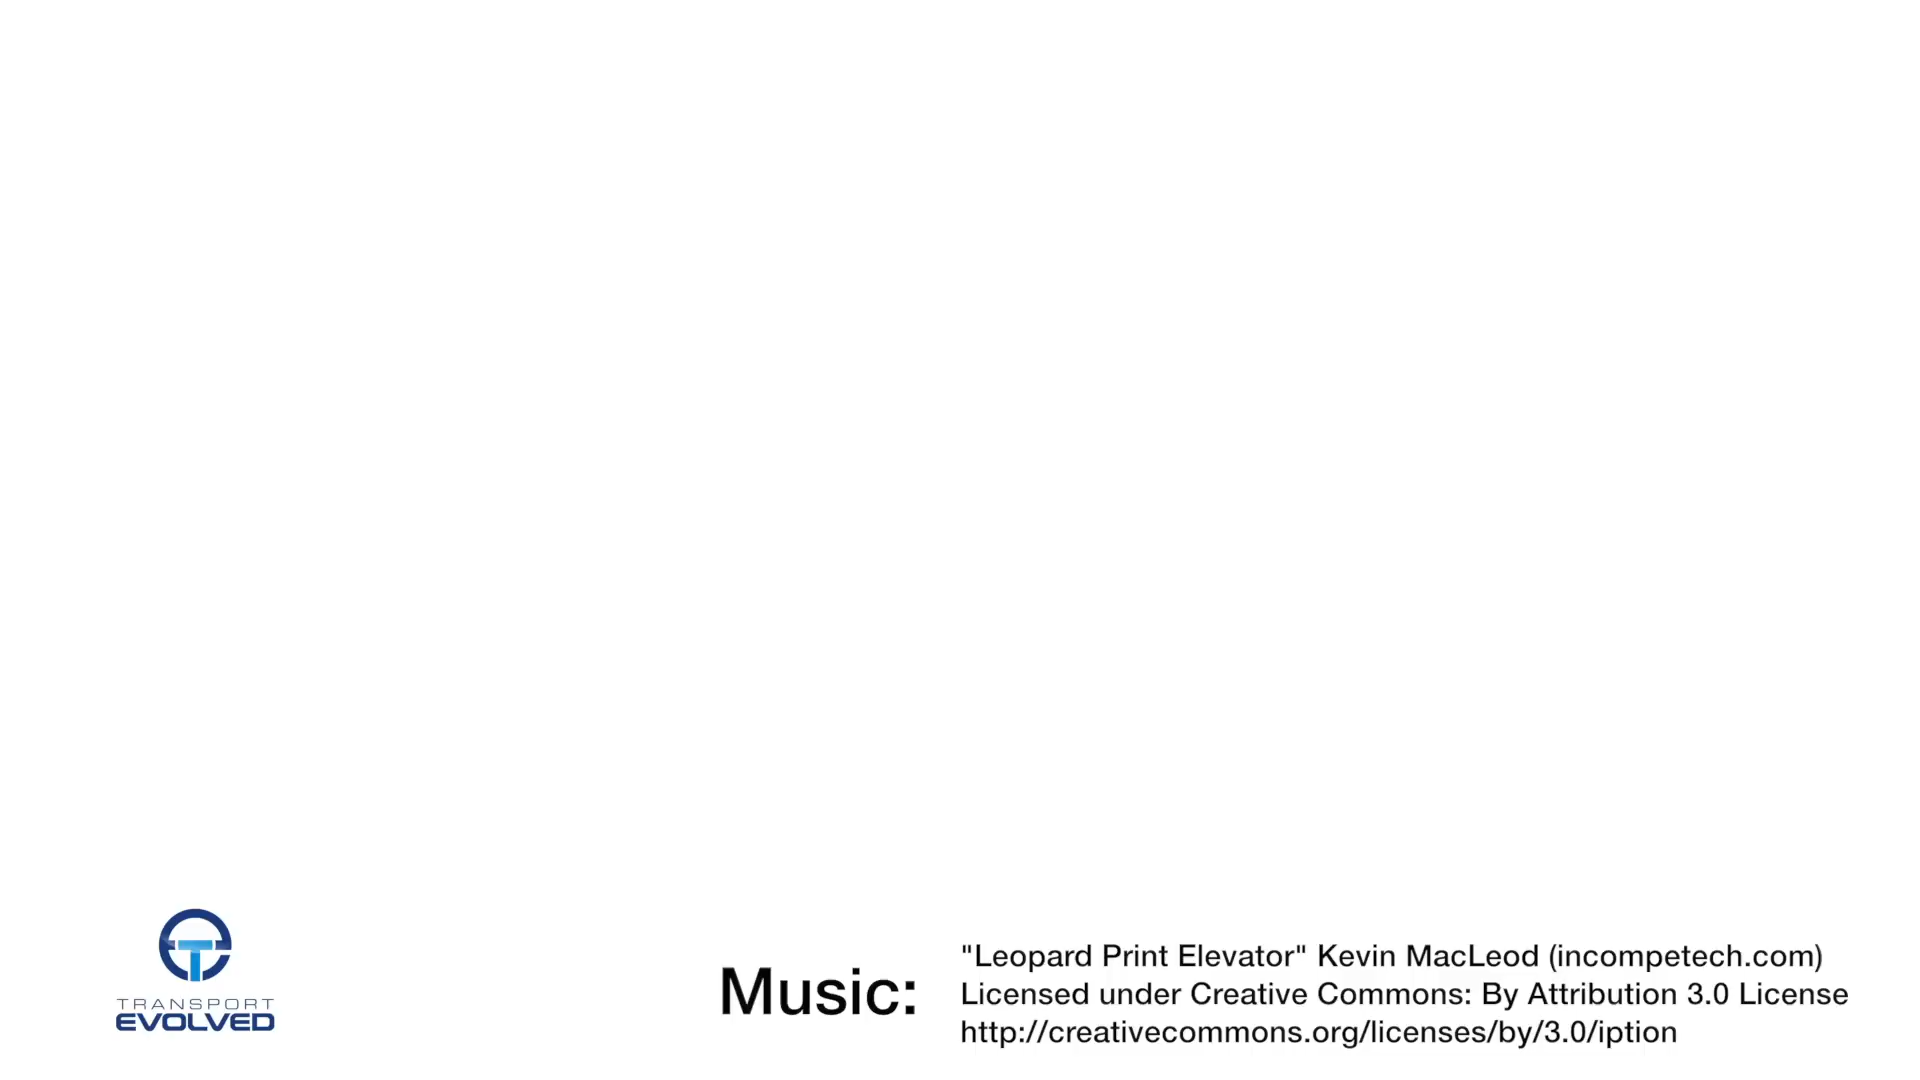 TRANSPORT
EVOLVED
Music:
"Leopard Print Elevator" Kevin MacLeod (incompetech.com)
Licensed under Creative Commons: By Attribution 3.0 License
http://creativecommons.org/licenses/by/3.0/iption